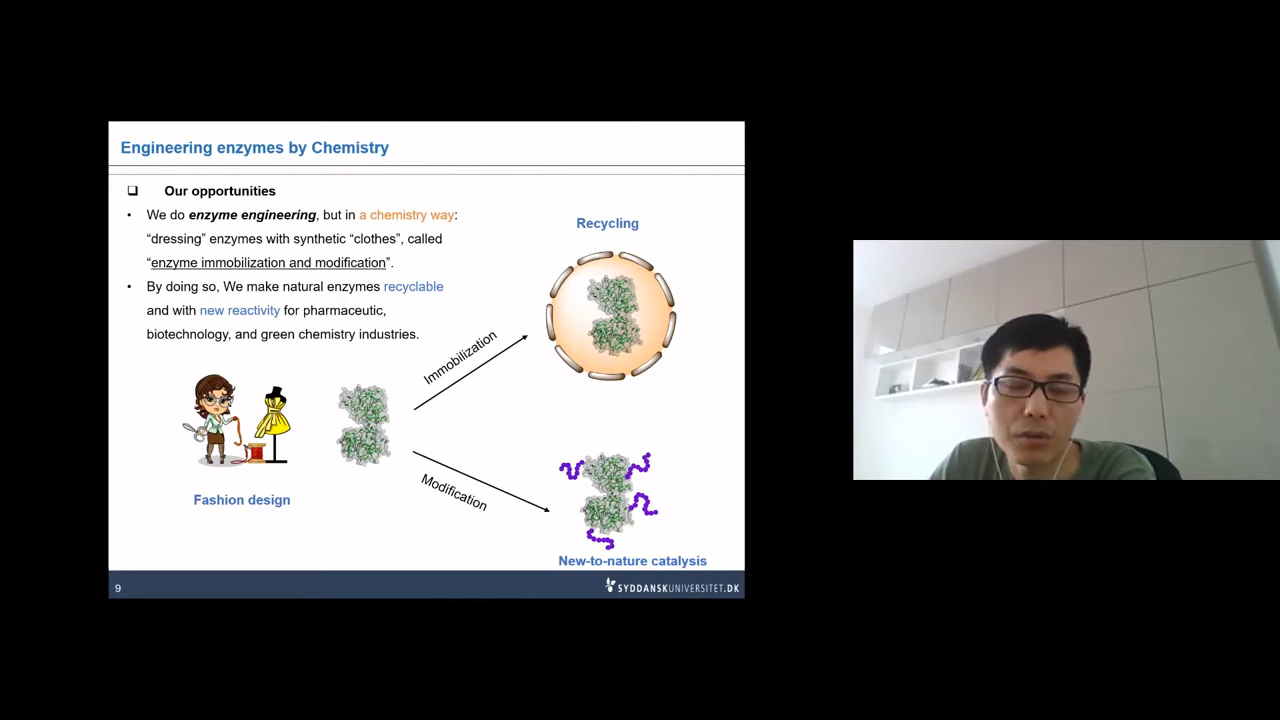 Engineering enzymes by Chemistry
Our opportunities
• We do enzyme engineering, but in a chemistry way:
“dressing” enzymes with synthetic “clothes”, called
“enzyme immobilization and modification”.
• By doing so, We make natural enzymes recyclable
and with new reactivity for pharmaceutic,
biotechnology, and green chemistry industries.
Recycling
Immobilization
Modification
Fashion design
New-to-nature catalysis
9
SYDDANSKUNIVERSITET.DK